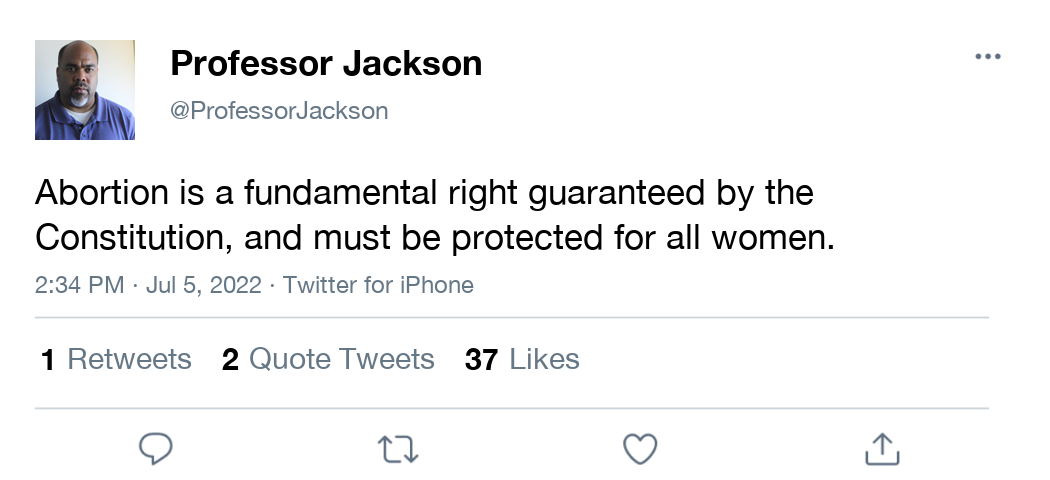 Professor Jackson
@ProfessorJackson
Abortion is a fundamental right guaranteed by the
Constitution, and must be protected for all women.
2:34 PM · Jul 5, 2022 · Twitter for iPhone
1 Retweets 2 Quote Tweets 37 Likes